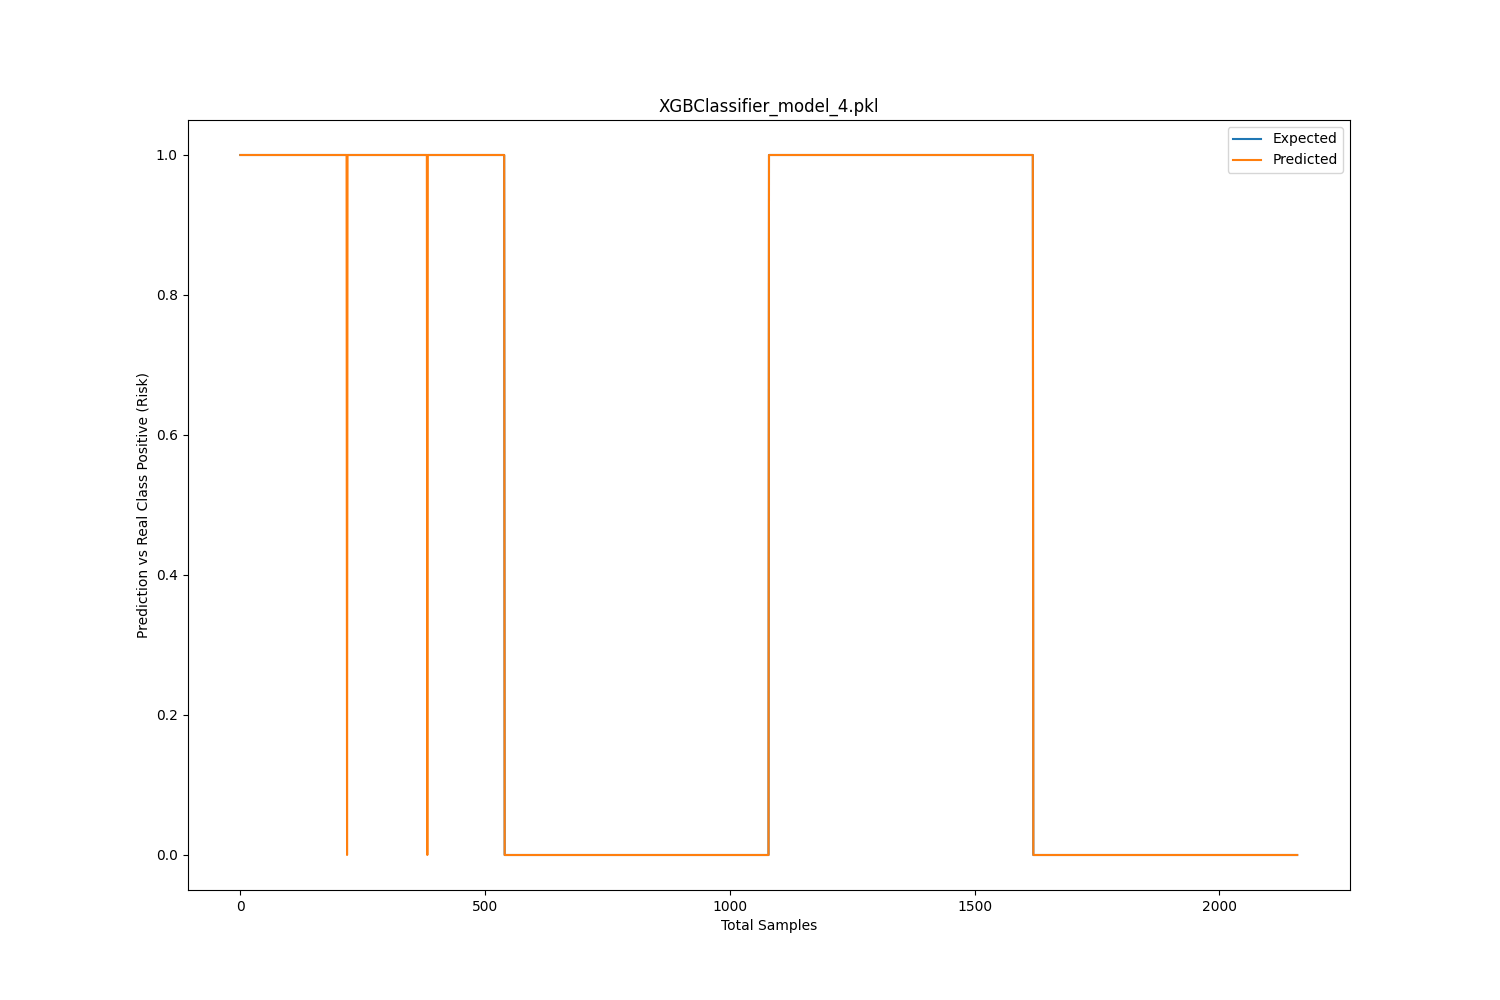 XGBClassifier_model_4.pkl
Expected
Predicted
1.0
0.8
0.6
0.4
0.2
0.0
Prediction vs Real Class Positive (Risk)
0
500
1000
1500
2000
Total Samples